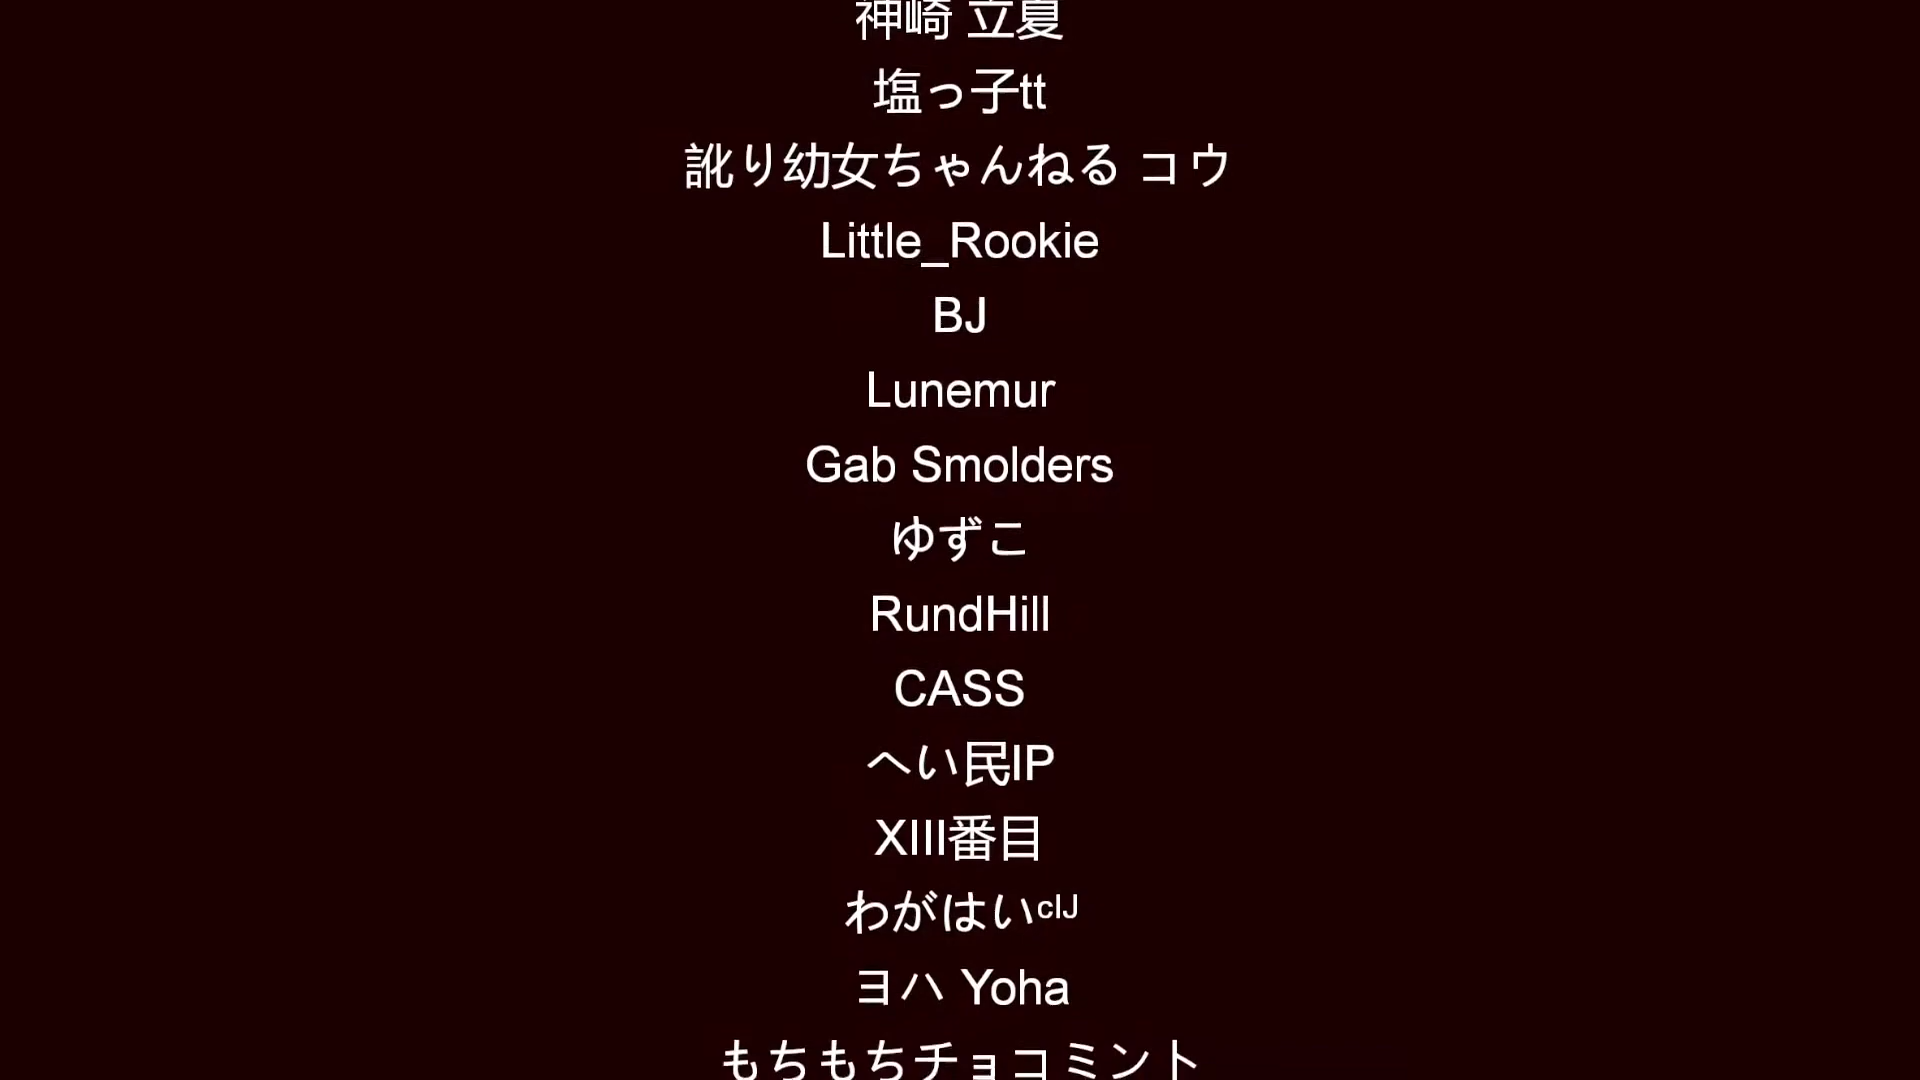 神崎 立夏
塩っ子tt
訛り幼女ちゃんねる コウ
Little_Rookie
BJ
Lunemur
Gab Smolders
ゆずこ
RundHill
CASS
へい民IP
XIII番目
わがはいᶜᴵᴶ
ヨハ Yoha
もちもちチョコミント